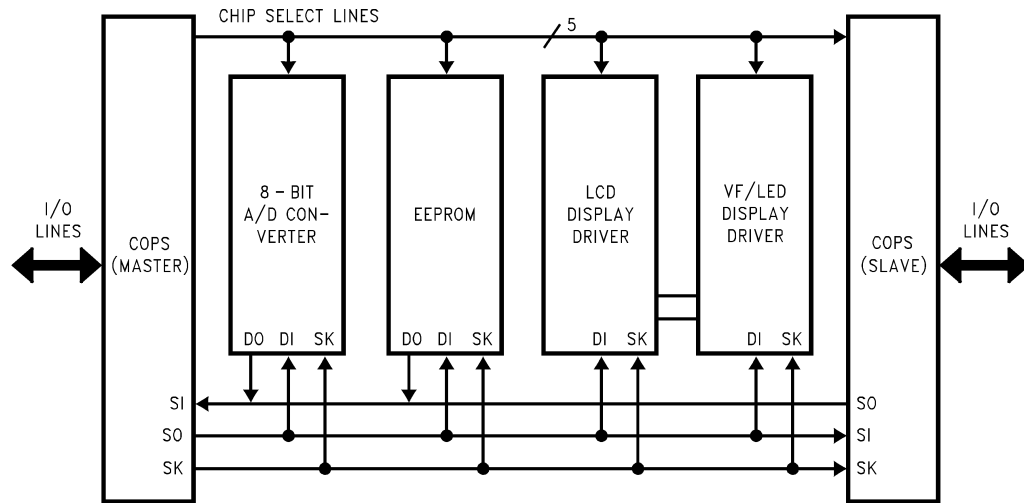 CHIP SELECT LINES
5
I/O
LINES
COPS
(MASTER)
8 - BIT
A/D CON-
VERTER
EEPROM
LCD
DISPLAY
DRIVER
VF/LED
DISPLAY
DRIVER
COPS
(SLAVE)
I/O
LINES
DO DI SK
DO DI SK
DI SK
DI SK
SI
SO
SO
SI
SK
SK